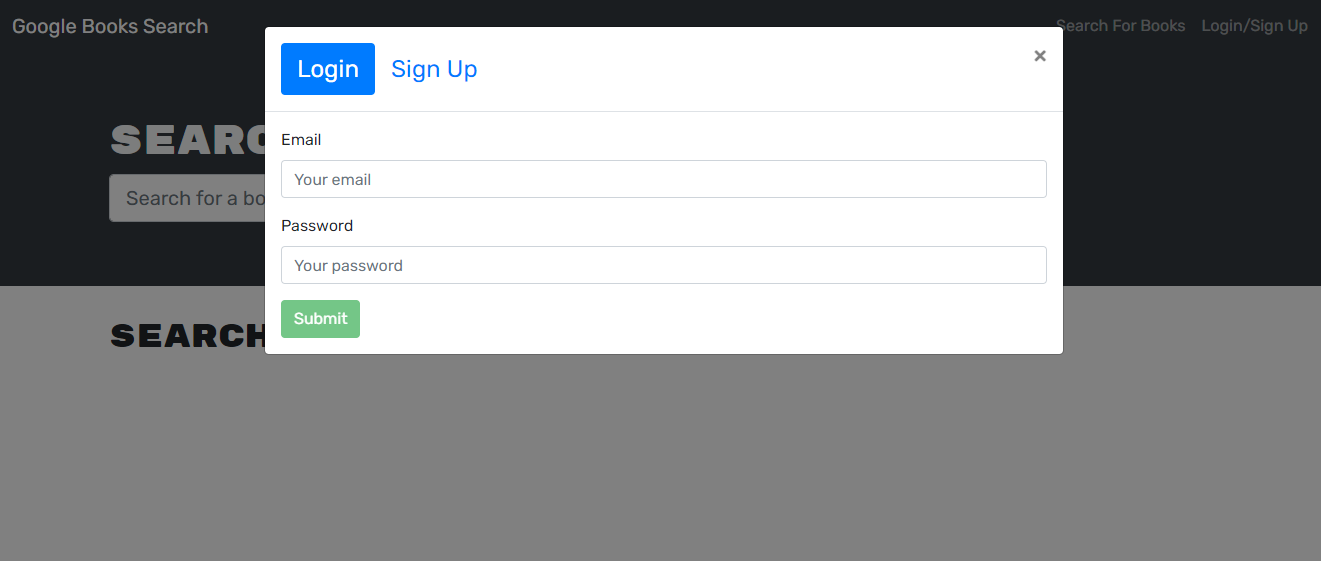 Google Books Search
Search For Books Login/Sign Up
Login Sign Up ×
Email
Your email
Password
Your password
Submit
SEARC
Search for a bo
SEARCH